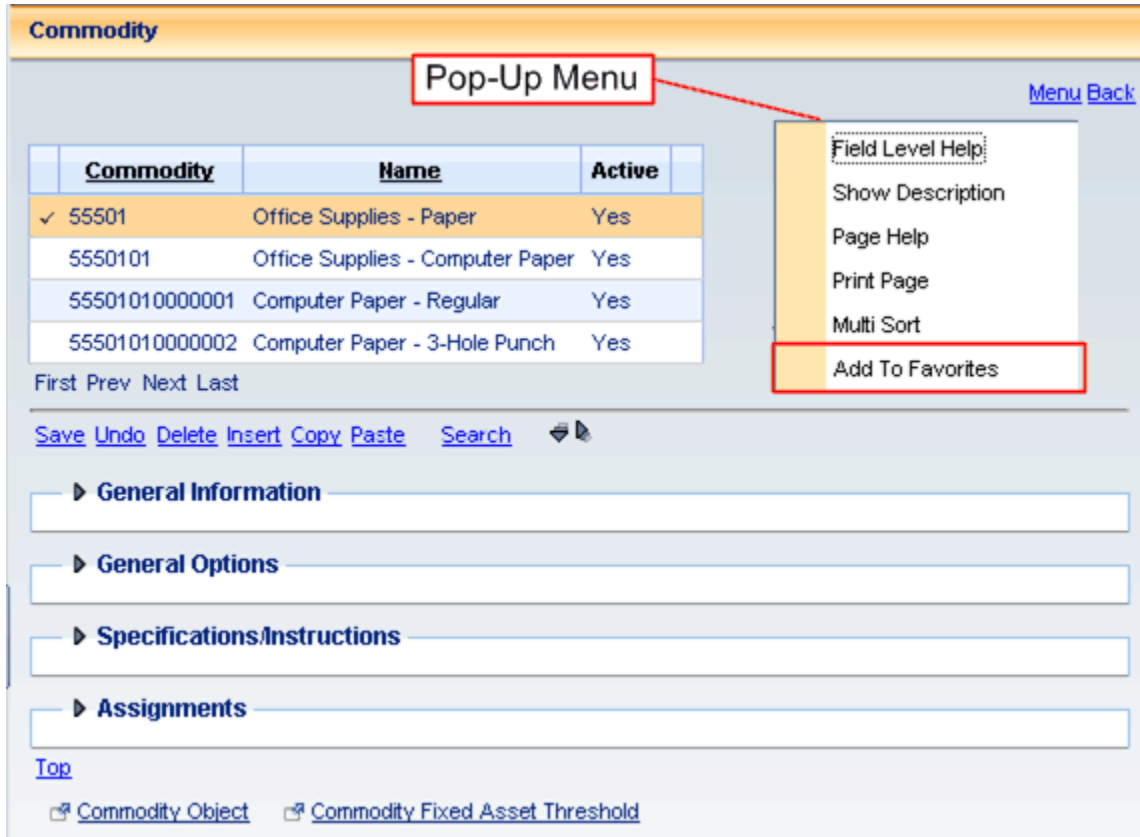 Commodity
Pop-Up Menu
Menu Back
Commodity Name Active
55501 Office Supplies - Paper Yes
5550101 Office Supplies - Computer Paper Yes
55501010000001 Computer Paper - Regular Yes
55501010000002 Computer Paper - 3-Hole Punch Yes
First Prev Next Last
Field Level Help
Show Description
Page Help
Print Page
Multi Sort
Add To Favorites
Save Undo Delete Insert Copy Paste Search
General Information
General Options
Specifications/Instructions
Assignments
Top
Commodity Object Commodity Fixed Asset Threshold